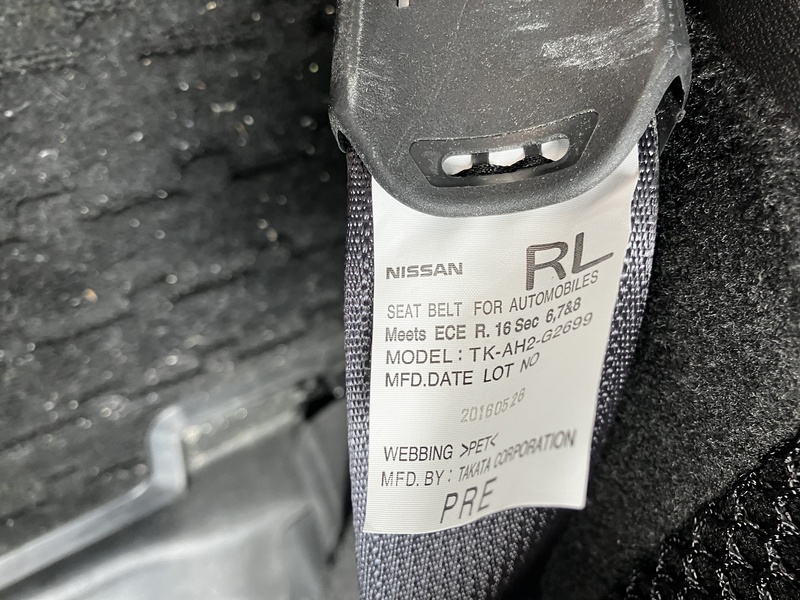 NISSAN RL
SEAT BELT FOR AUTOMOBILES
Meets ECE R. 16 Sec 6,7&8
MODEL : TK-AH2-G2699
MFD.DATE LOT NO
20160526
WEBBING >PET<
MFD. BY : TAKATA CORPORATION
PRE